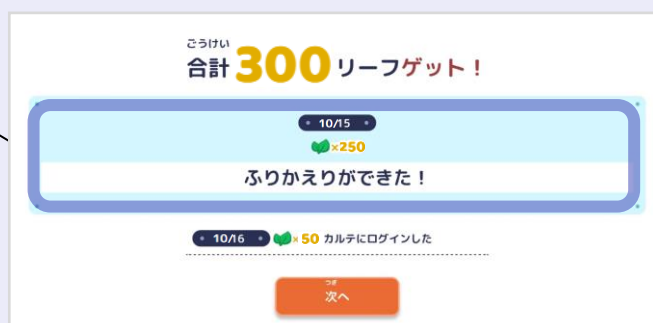 ごうけい
合計300リーフゲット！
10/15
×250
ふりかえりができた！
10/16 ×50 カルテにログインした
つぎ
次へ